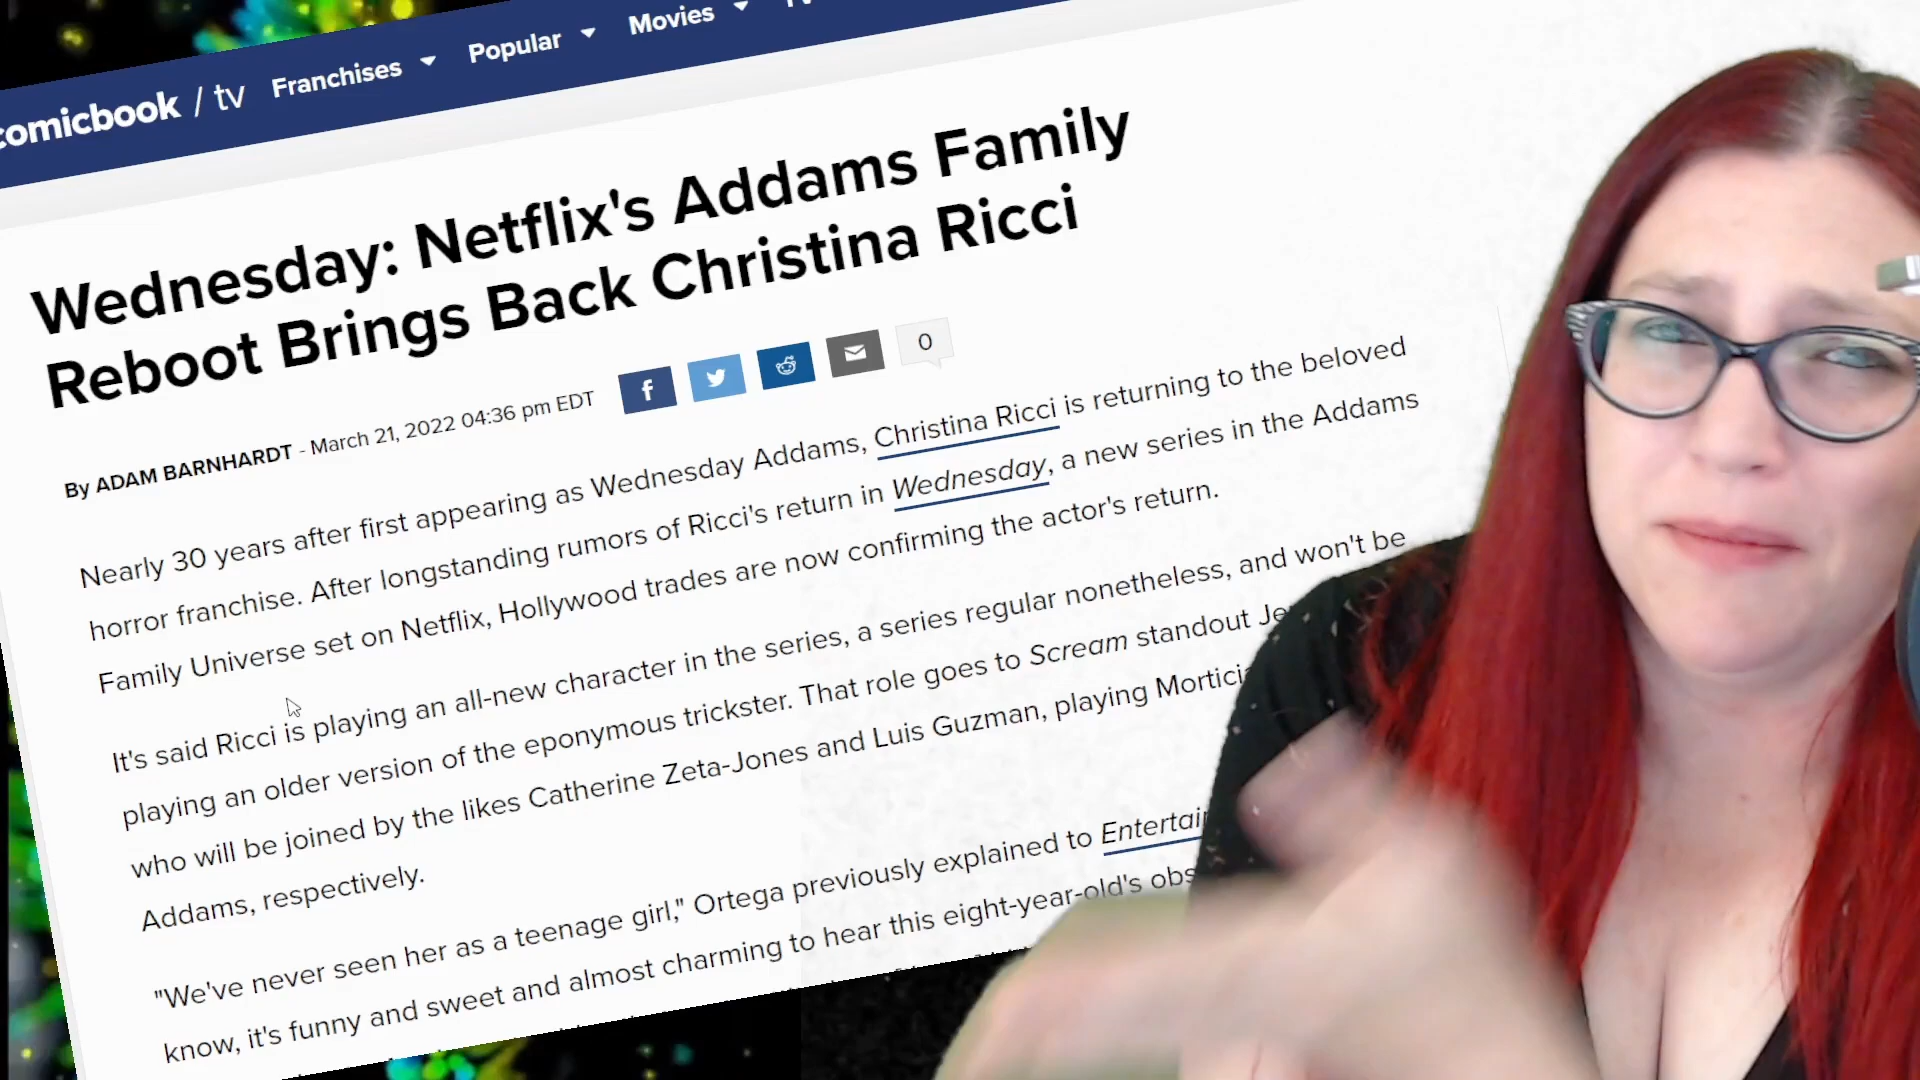 comicbook / tv Franchises Popular Movies TV
Wednesday: Netflix's Addams Family
Reboot Brings Back Christina Ricci
By ADAM BARNHARDT - March 21, 2022 04:36 pm EDT
0
Nearly 30 years after first appearing as Wednesday Addams, Christina Ricci is returning to the beloved
horror franchise. After longstanding rumors of Ricci's return in Wednesday, a new series in the Addams
Family Universe set on Netflix, Hollywood trades are now confirming the actor's return.
It's said Ricci is playing an all-new character in the series, a series regular nonetheless, and won't be
playing an older version of the eponymous trickster. That role goes to Scream standout
who will be joined by the likes Catherine Zeta-Jones and Luis Guzman, playing
Addams, respectively.
"We've never seen her as a teenage girl," Ortega previously explained to
know, it's funny and sweet and almost charming to hear this eight-year-old's